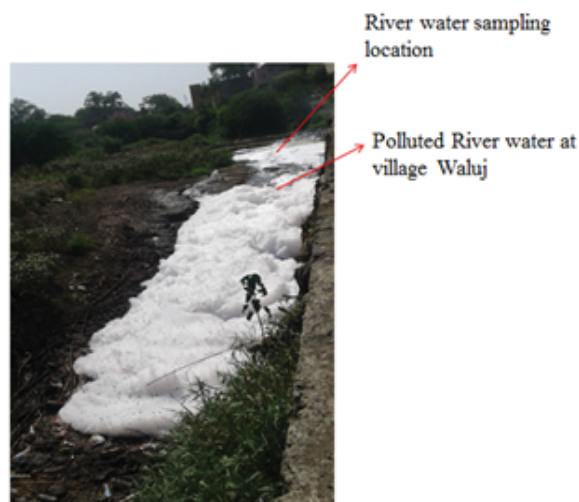 River water sampling
location
Polluted River water at
village Waluj